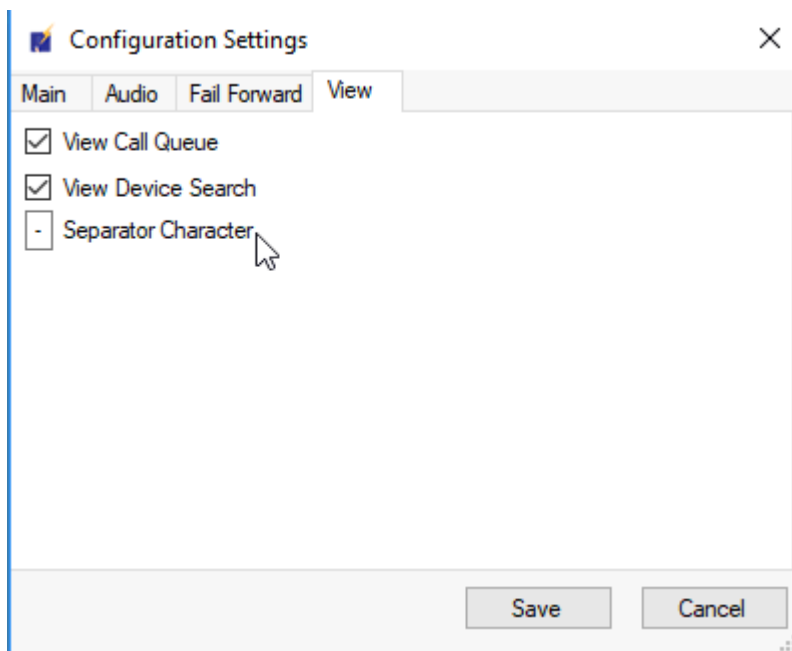 Configuration Settings
Main Audio Fail Forward View
View Call Queue
View Device Search
- Separator Character
Save Cancel